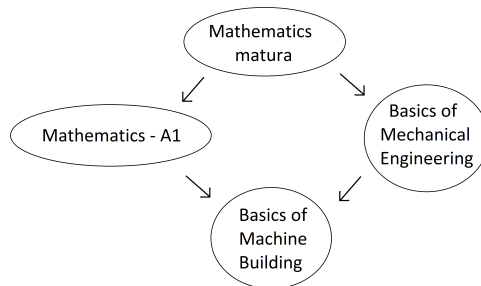 Mathematics
matura
Mathematics - A1
Basics of
Mechanical
Engineering
Basics of
Machine
Building